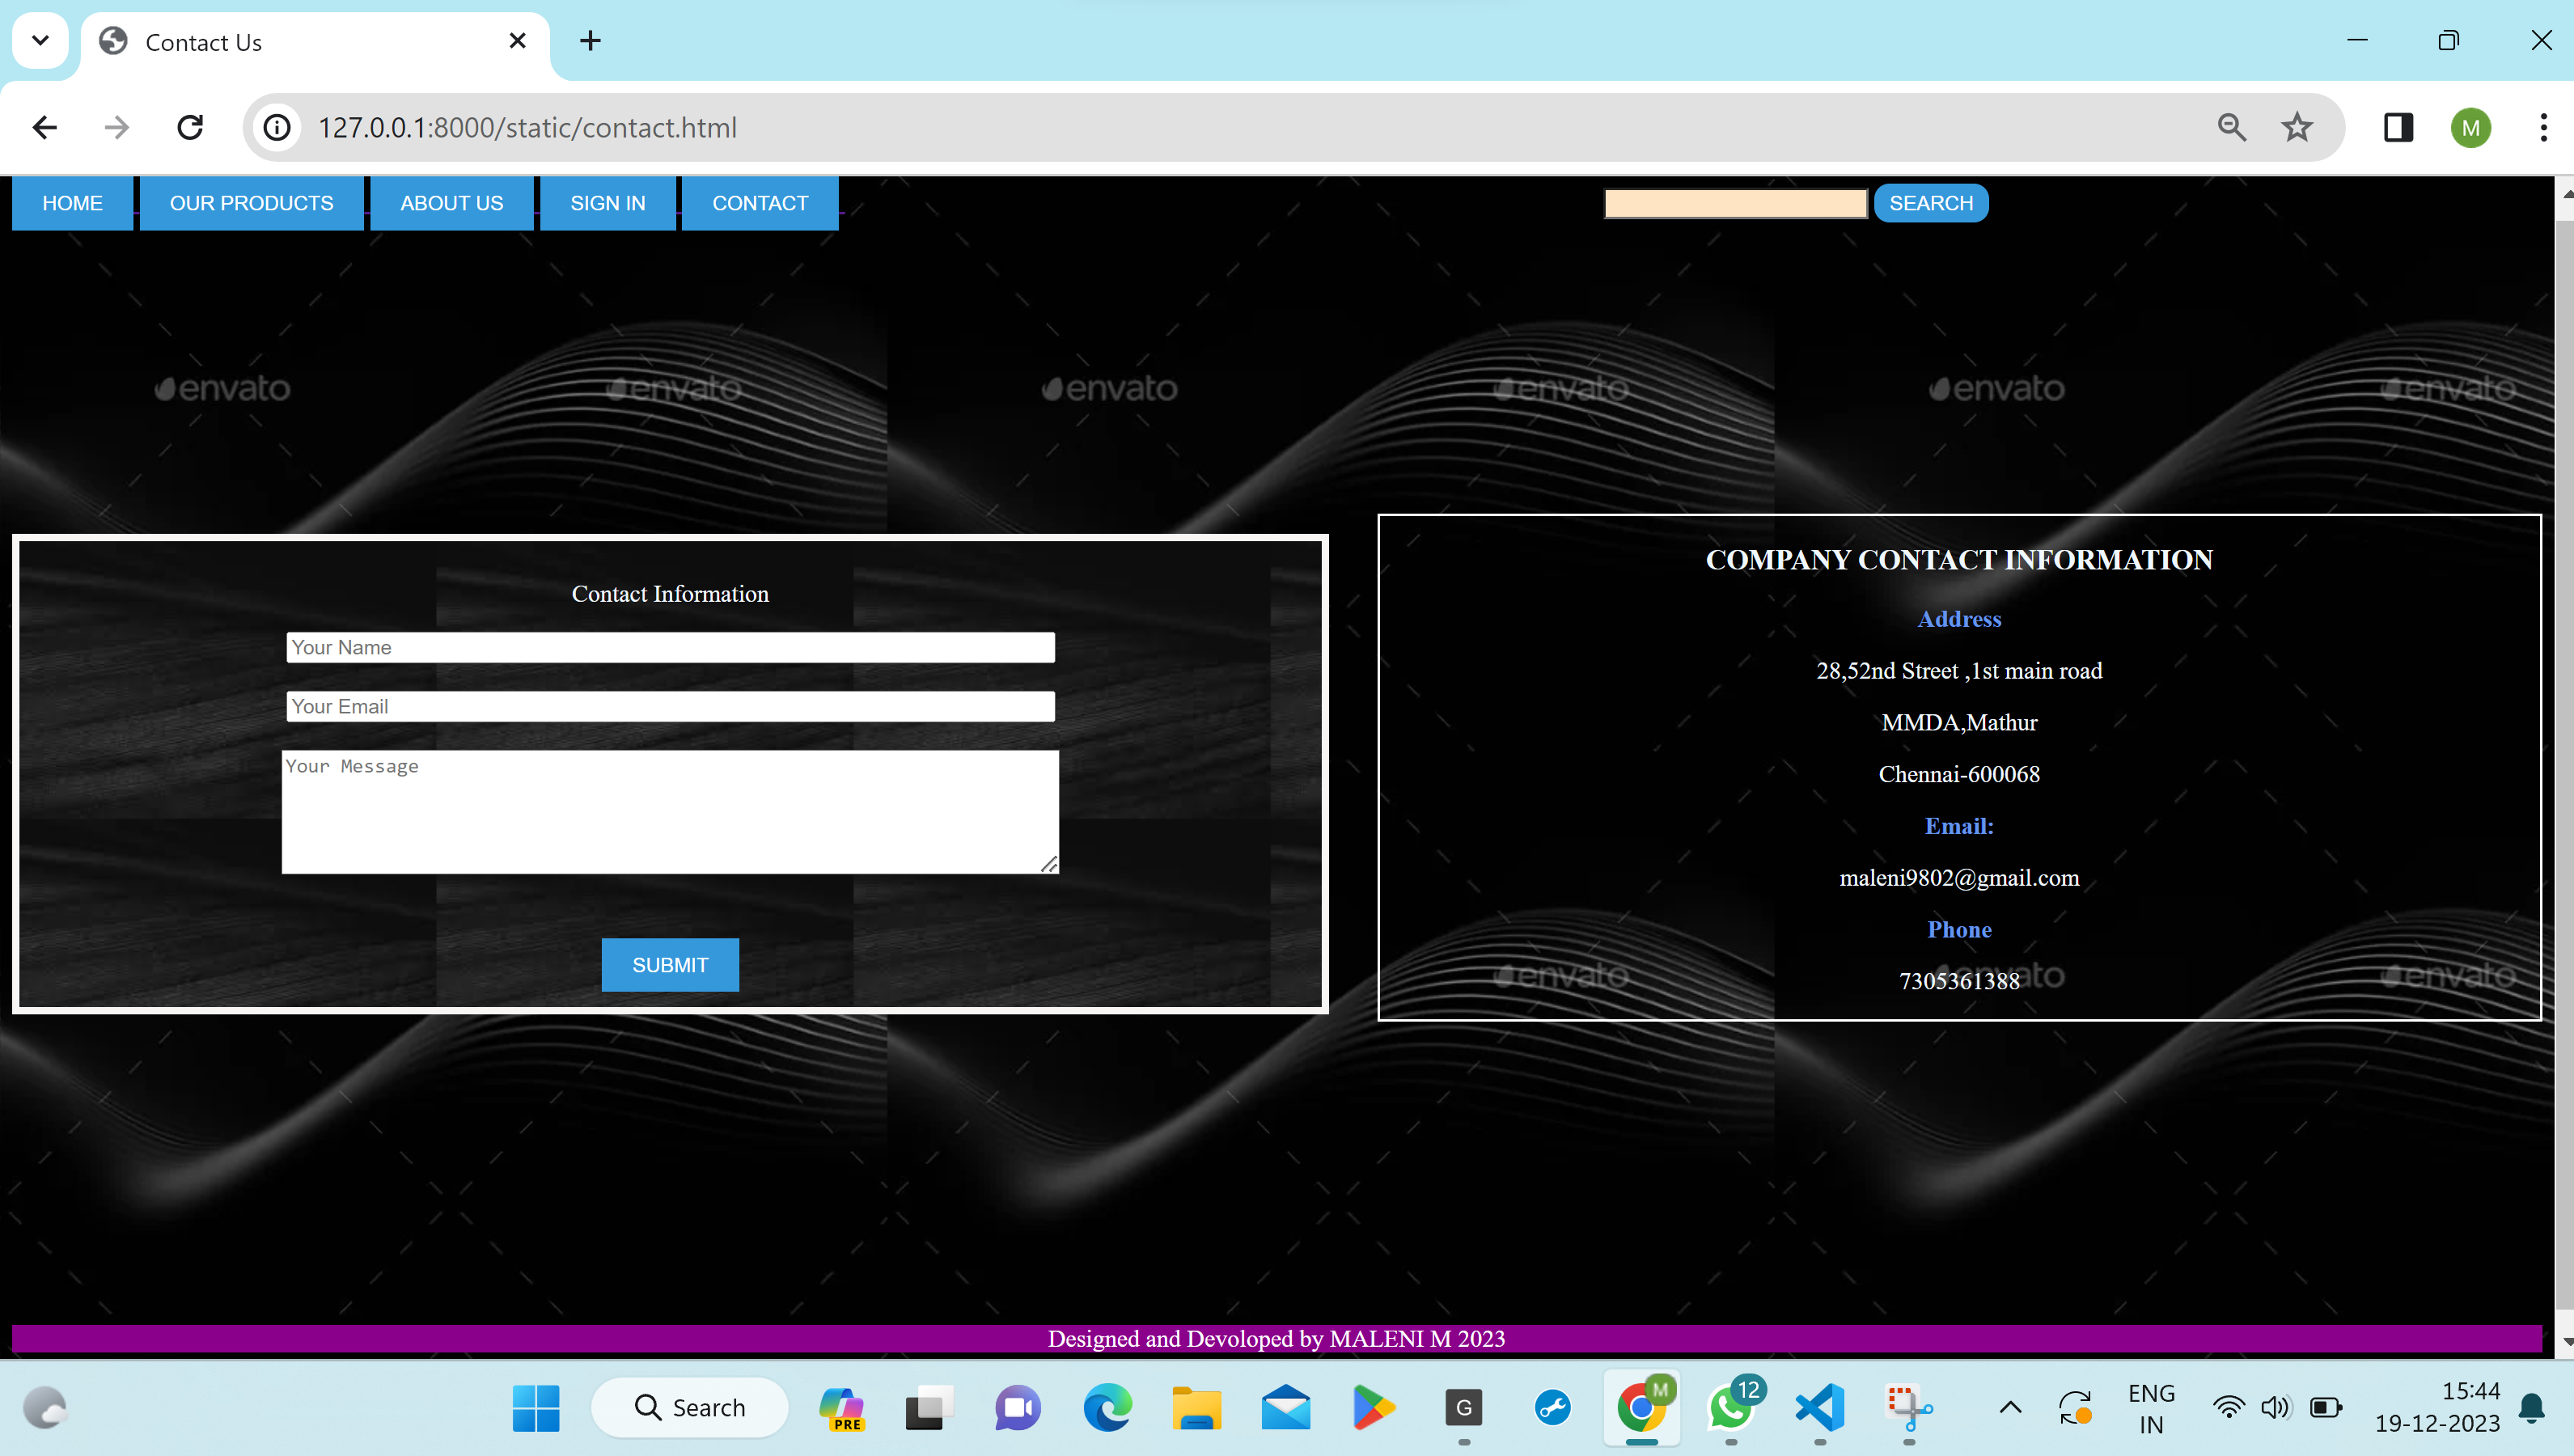 Contact Us
127.0.0.1:8000/static/contact.html
M
HOME OUR PRODUCTS ABOUT US SIGN IN CONTACT SEARCH
envato envato envato envato envato envato
Contact Information
Your Name
Your Email
Your Message
SUBMIT
COMPANY CONTACT INFORMATION
Address
28,52nd Street ,1st main road
MMDA,Mathur
Chennai-600068
Email:
maleni9802@gmail.com
Phone
7305361388
envato envato envato
Designed and Devoloped by MALENI M 2023
Search
PRE
G
M
12
ENG
IN
15:44
19-12-2023